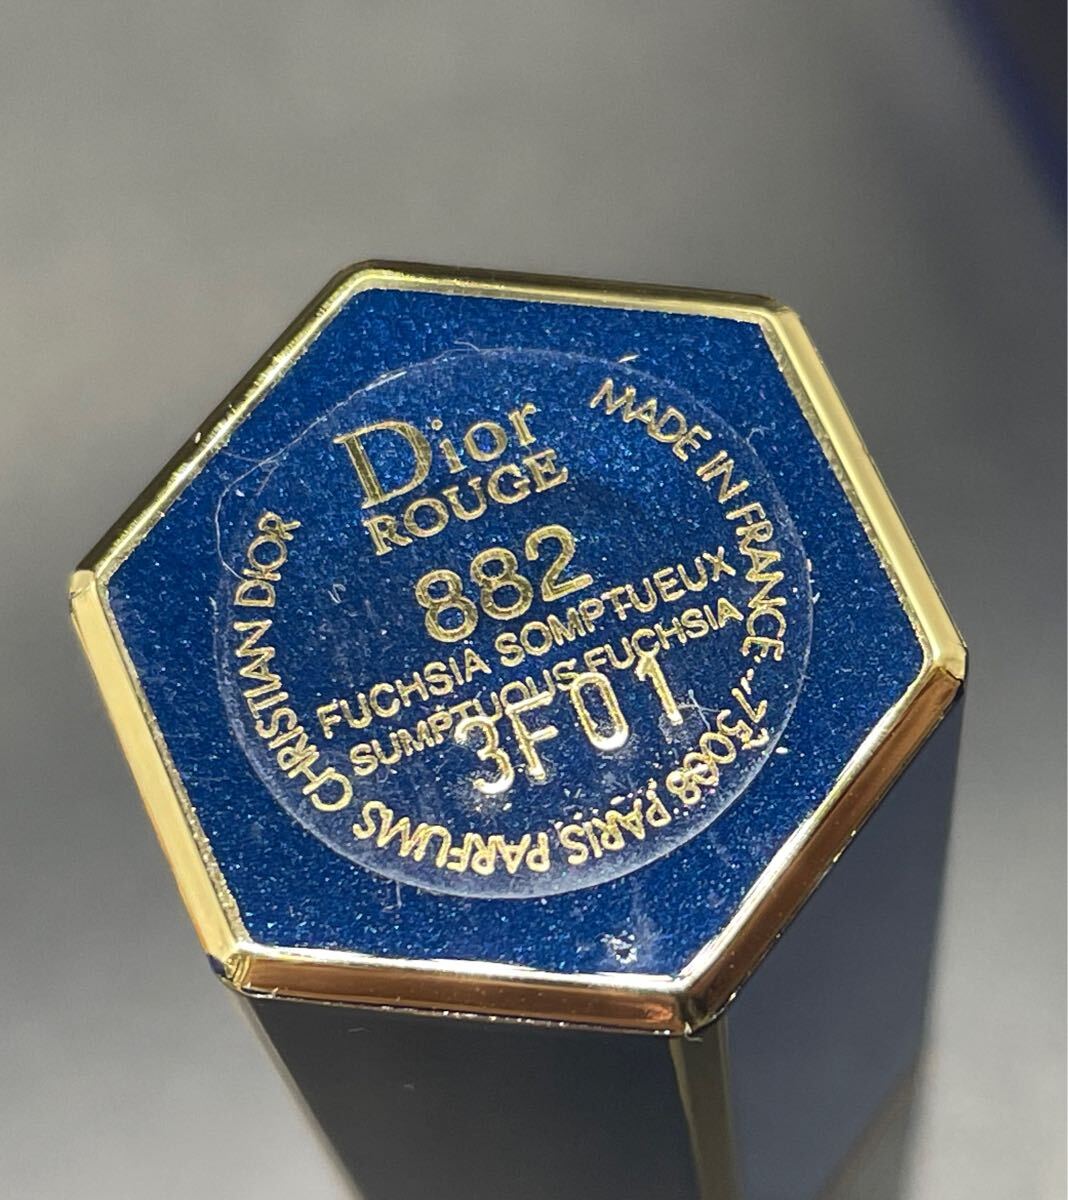 Dior
ROUGE
882
FUCHSIA SOMPTUEUX
SUMPTUOUS FUCHSIA
3F01
MADE IN FRANCE - 75008 PARIS PARFUMS CHRISTIAN DIOR